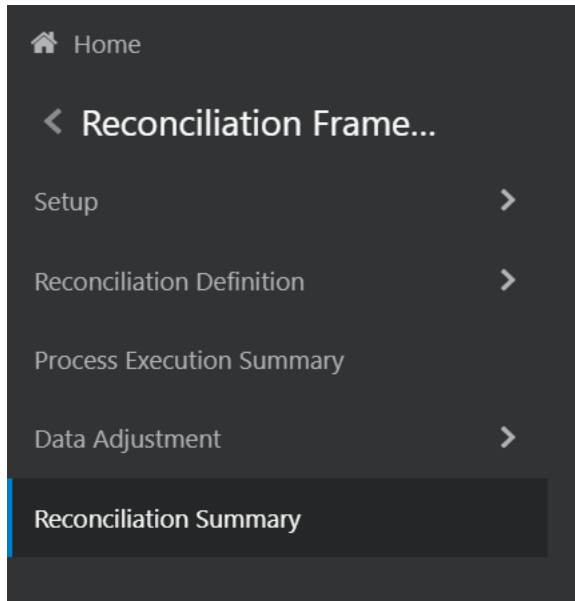 Home
Reconciliation Frame...
Setup
Reconciliation Definition
Process Execution Summary
Data Adjustment
Reconciliation Summary